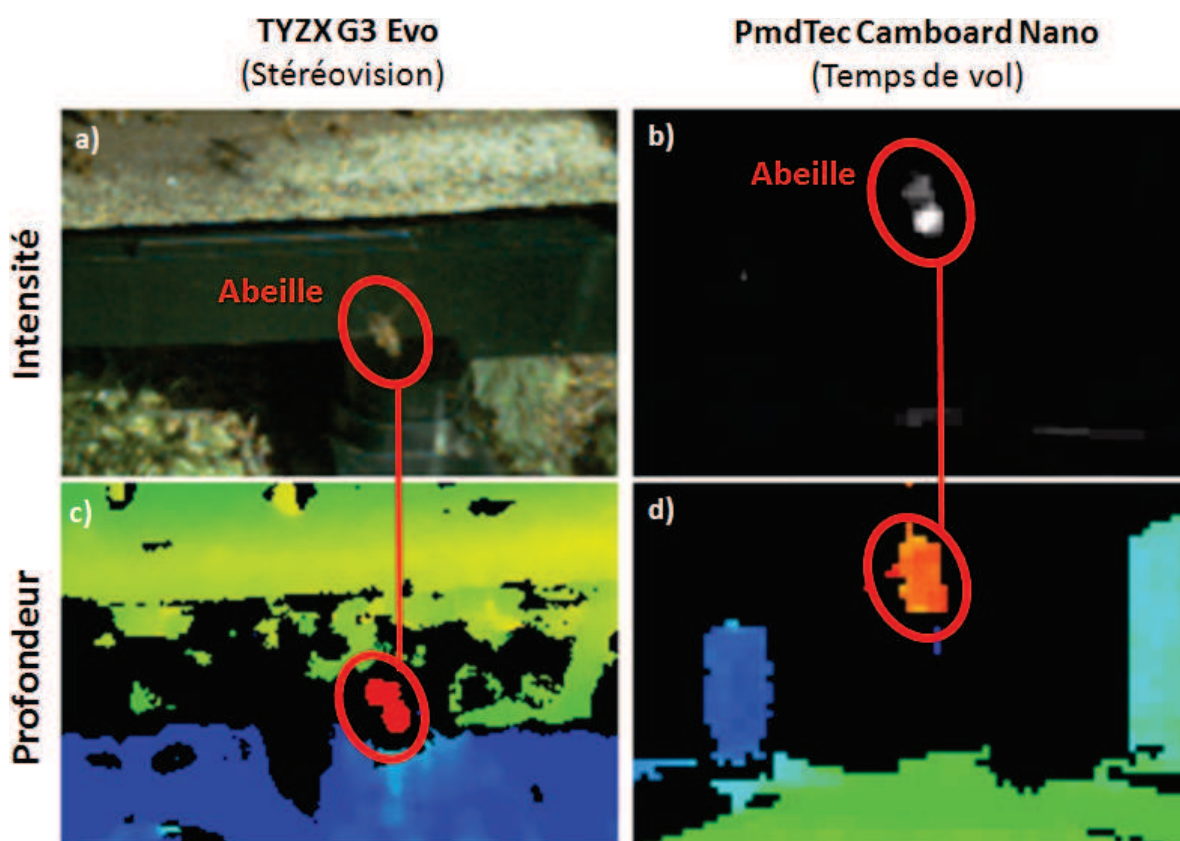 TYZX G3 Evo
(Stéréovision)
PmdTec Camboard Nano
(Temps de vol)
Intensité
a)
Abeille
b)
Abeille
Profondeur
c)
d)